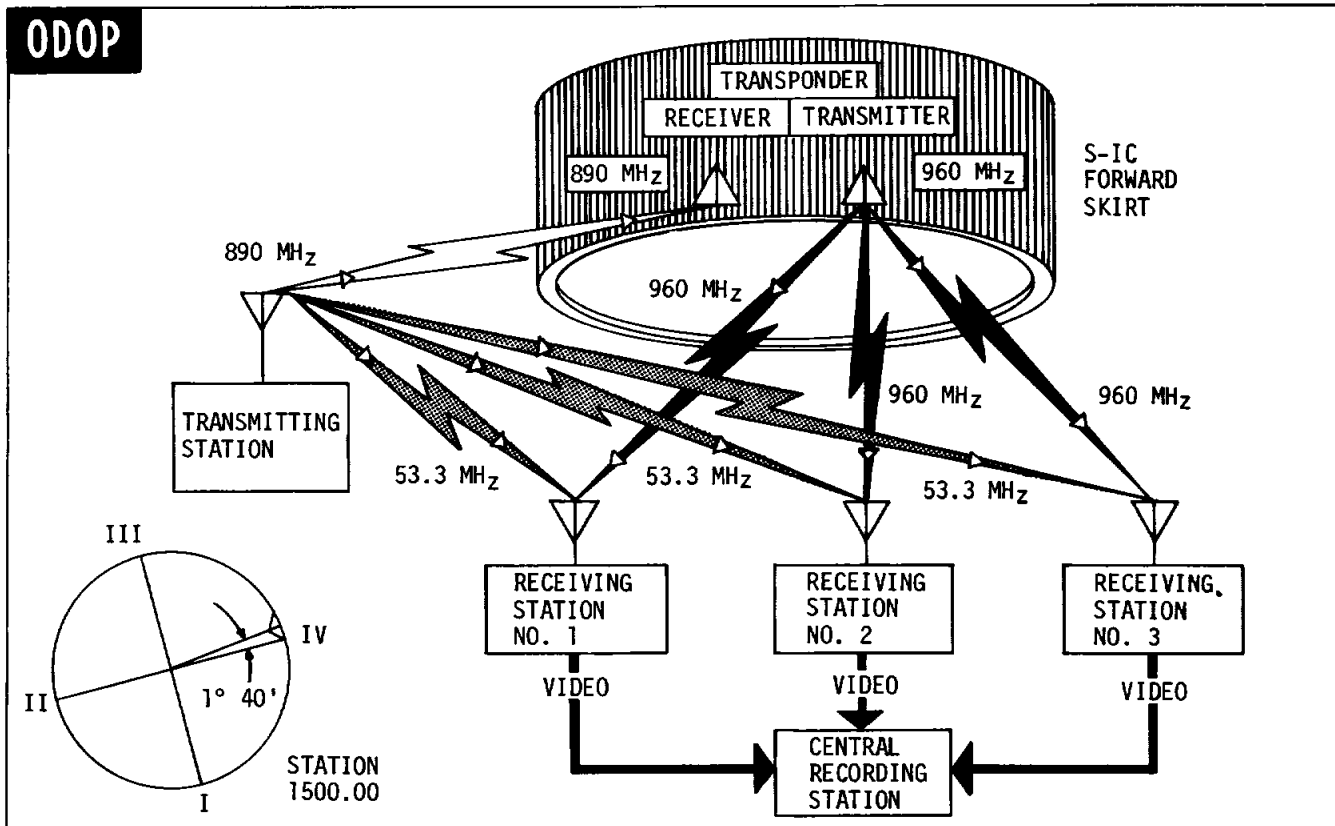 ODOP
TRANSPONDER
RECEIVER
TRANSMITTER
890 MHz
960 MHz
S-IC
FORWARD
SKIRT
890 MHz
960 MHz
960 MHz
960 MHz
TRANSMITTING
STATION
53.3 MHz
53.3 MHz
53.3 MHz
RECEIVING
STATION
NO. 1
RECEIVING
STATION
NO. 2
RECEIVING
STATION
NO. 3
VIDEO
VIDEO
VIDEO
CENTRAL
RECORDING
STATION
III
IV
1° 40'
II
I
STATION
1500.00